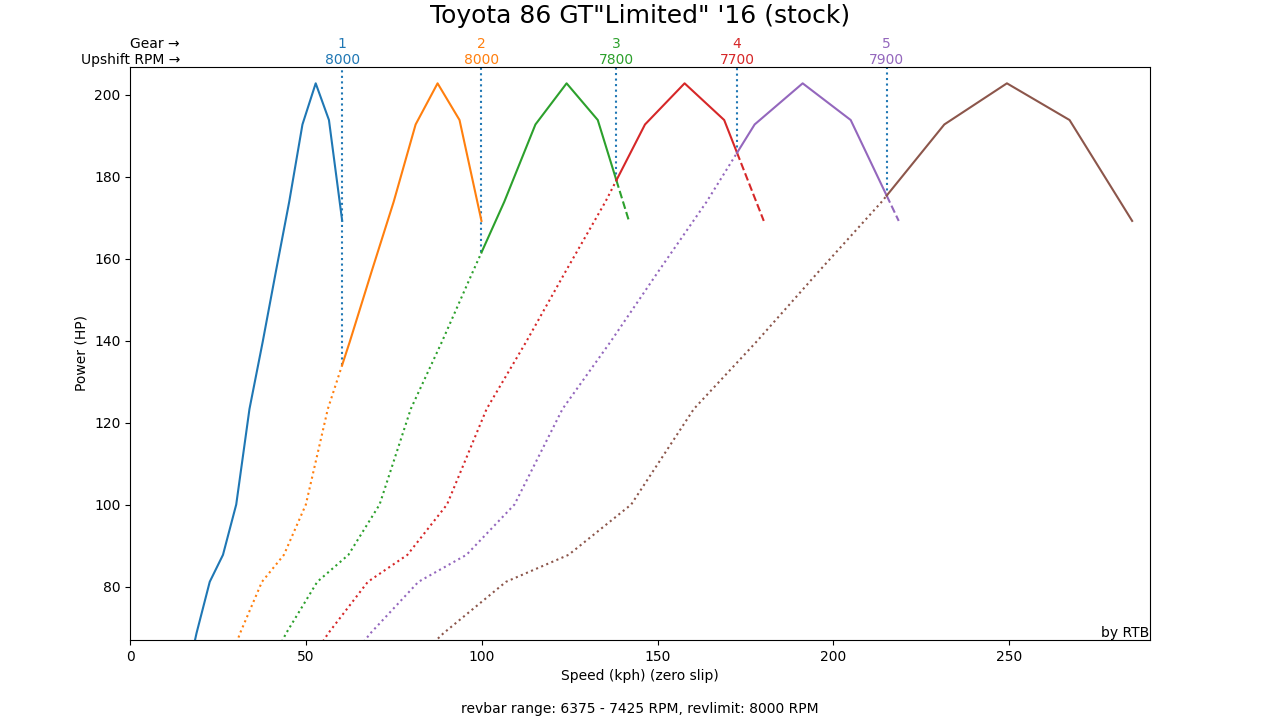 Toyota 86 GT"Limited" '16 (stock)
Gear → 1 2 3 4 5
Upshift RPM → 8000 8000 7800 7700 7900
200
180
160
140
120
100
80
Power (HP)
by RTB
0 50 100 150 200 250
Speed (kph) (zero slip)
revbar range: 6375 - 7425 RPM, revlimit: 8000 RPM